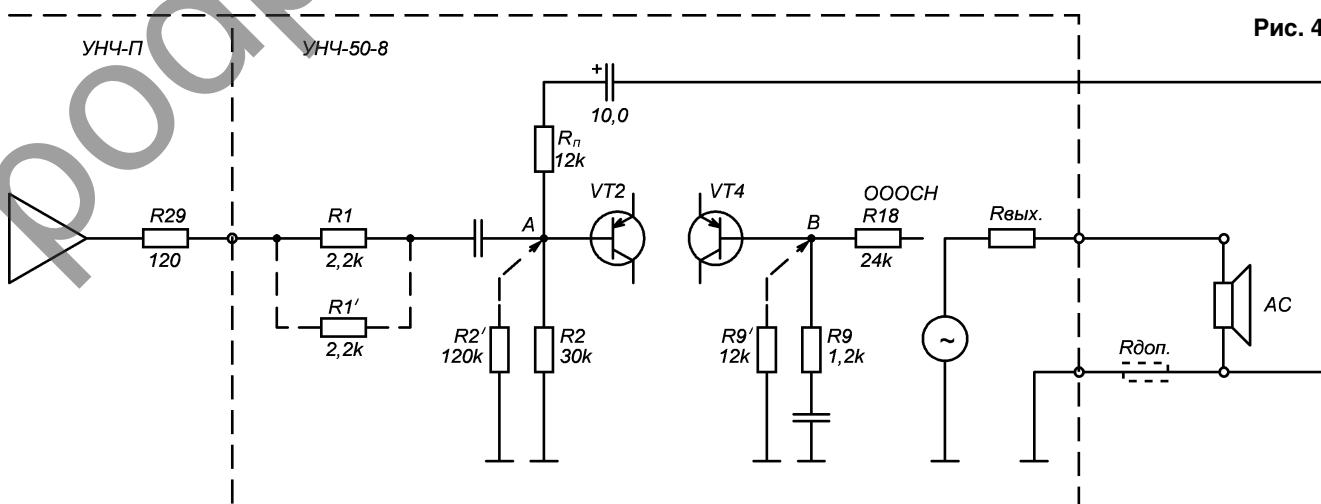 Рис. 4
УНЧ-П
УНЧ-50-8
+
10,0
Rп
12k
VT2
VT4
ОООСН
R29
120
R1
2,2k
A
B
R18
24k
Rвых.
R1′
2,2k
R2′
120k
R2
30k
R9′
12k
R9
1,2k
~
AC
Rдоп.